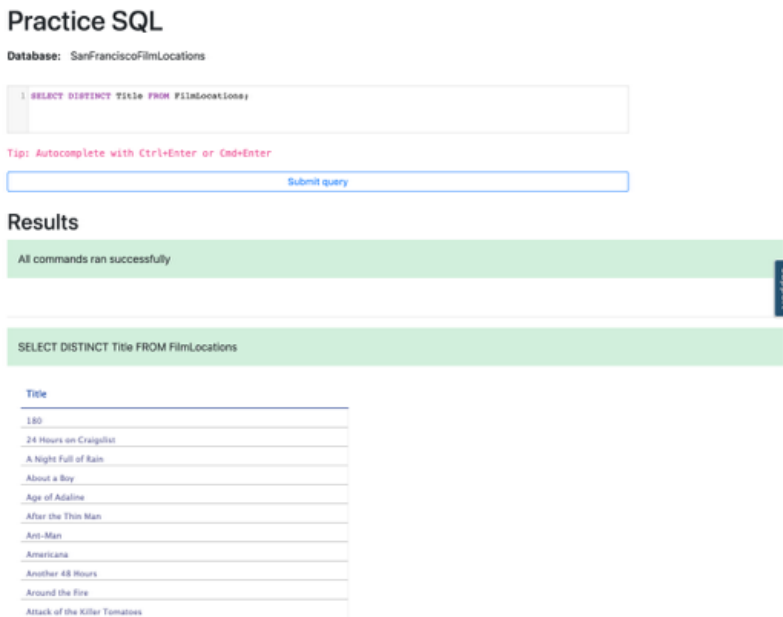 Practice SQL
Database: SanFranciscoFilmLocations
1 SELECT DISTINCT Title FROM FilmLocations;
Tip: Autocomplete with Ctrl+Enter or Cmd+Enter
Submit query
Results
All commands ran successfully
SELECT DISTINCT Title FROM FilmLocations
Title
180
24 Hours on Craigslist
A Night Full of Rain
About a Boy
Age of Adaline
After the Thin Man
Ant-Man
Americana
Another 48 Hours
Around the Fire
Attack of the Killer Tomatoes